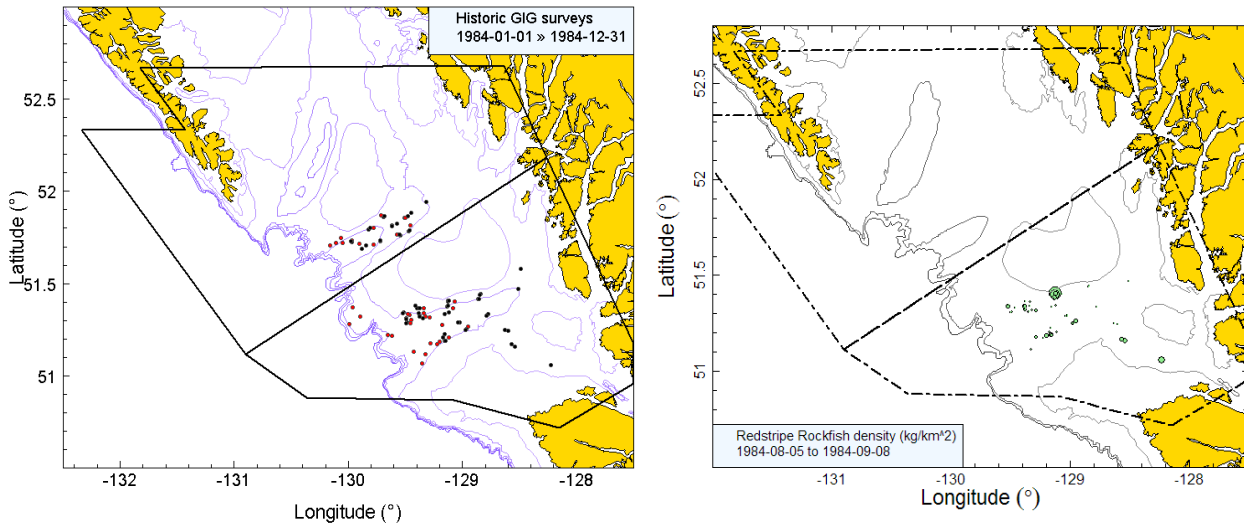 Historic GIG surveys
1984-01-01 » 1984-12-31
52.5
52
51.5
51
Latitude (°)
-132
-131
-130
-129
-128
Longitude (°)
52.5
52
51.5
51
Latitude (°)
Redstripe Rockfish density (kg/km^2)
1984-08-05 to 1984-09-08
-131
-130
-129
-128
Longitude (°)